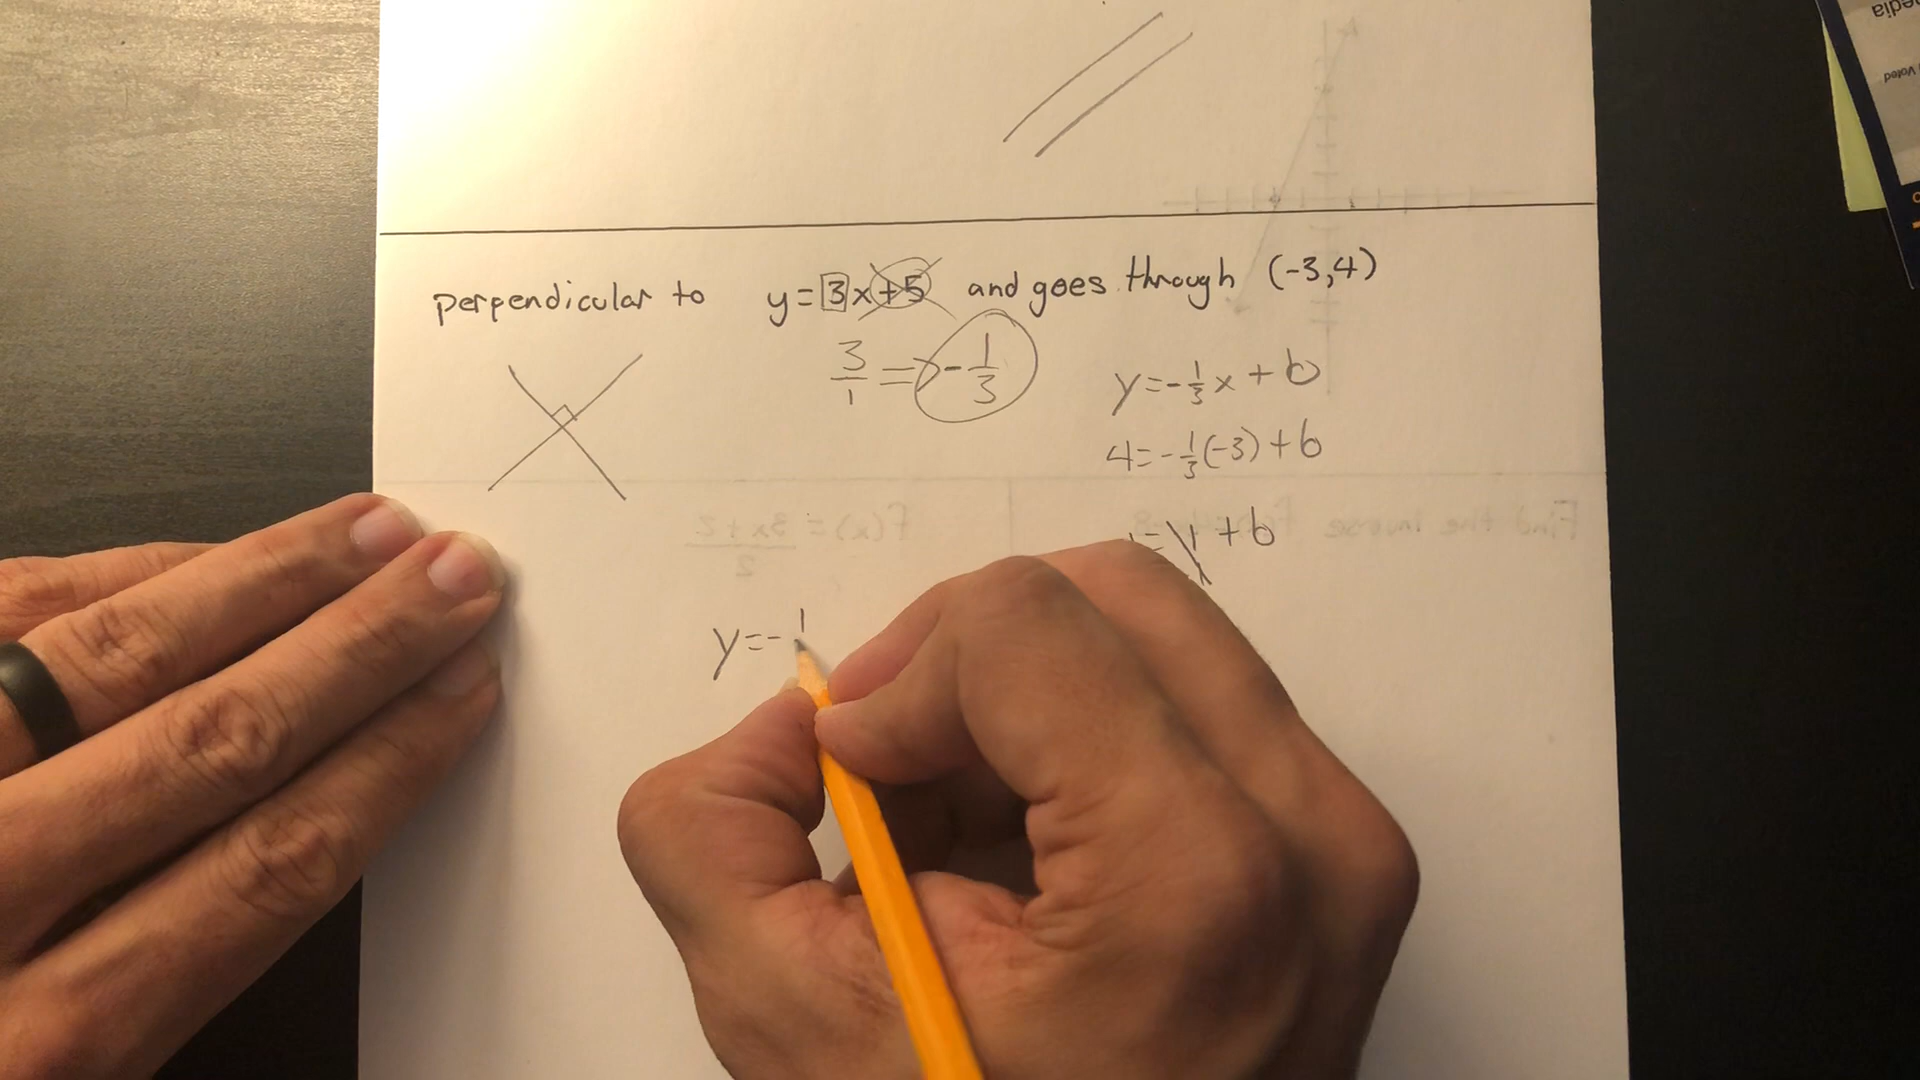 perpendicular to y=3x+5 and goes through (-3,4)
3/1 => -1/3
y=-1/3x+b
4=-1/3(-3)+b
=1+b
y=-1